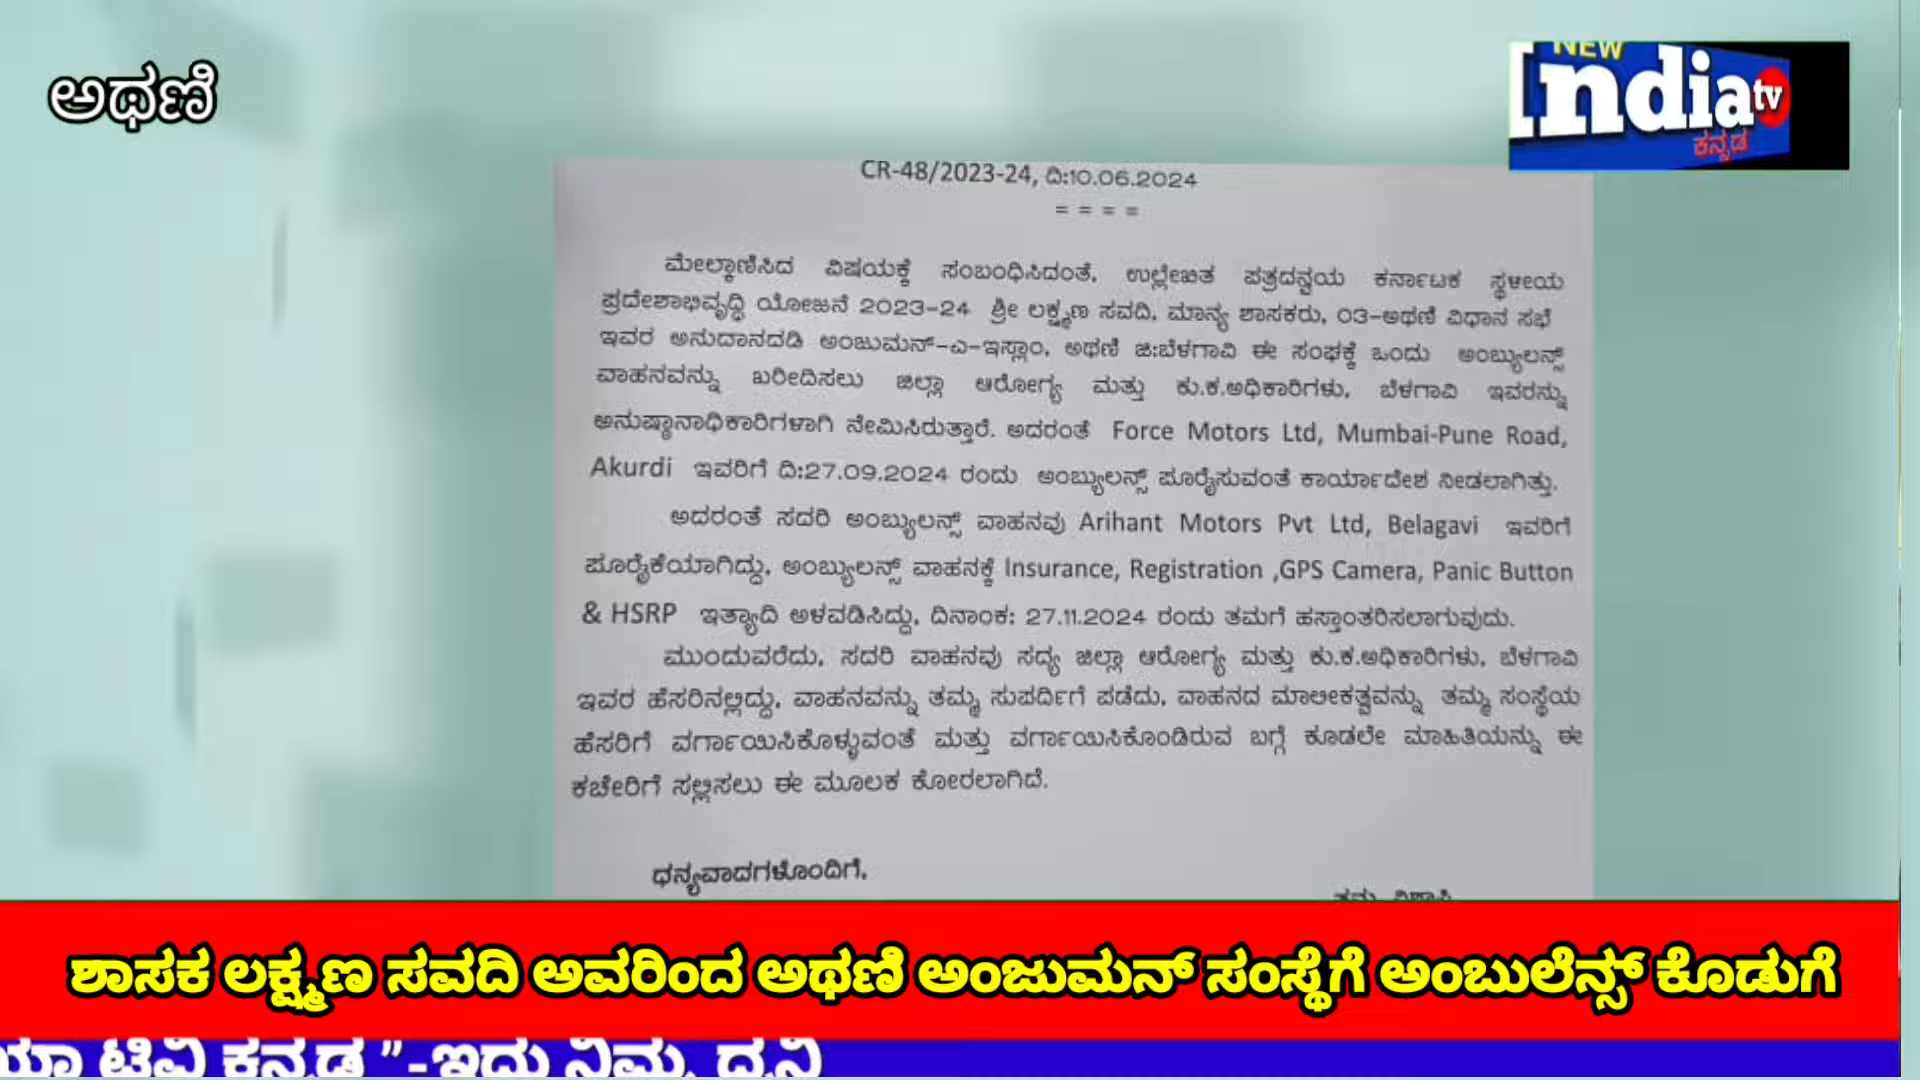 ಅಥಣಿ
NEW
India tv
ಕನ್ನಡ
CR-48/2023-24, ದಿ:10.06.2024
= = = =
ಮೇಲ್ಕಾಣಿಸಿದ ವಿಷಯಕ್ಕೆ ಸಂಬಂಧಿಸಿದಂತೆ, ಉಲ್ಲೇಖಿತ ಪತ್ರದನ್ವಯ ಕರ್ನಾಟಕ ಸ್ಥಳೀಯ
ಪ್ರದೇಶಾಭಿವೃದ್ಧಿ ಯೋಜನೆ 2023-24 ಶ್ರೀ ಲಕ್ಷ್ಮಣ ಸವದಿ, ಮಾನ್ಯ ಶಾಸಕರು, 03-ಅಥಣಿ ವಿಧಾನ ಸಭೆ
ಇವರ ಅನುದಾನದಡಿ ಅಂಜುಮನ್-ಎ-ಇಸ್ಲಾಂ, ಅಥಣಿ ಜಿ:ಬೆಳಗಾವಿ ಈ ಸಂಘಕ್ಕೆ ಒಂದು ಅಂಬ್ಯುಲನ್ಸ್
ವಾಹನವನ್ನು ಖರೀದಿಸಲು ಜಿಲ್ಲಾ ಆರೋಗ್ಯ ಮತ್ತು ಕು.ಕ.ಅಧಿಕಾರಿಗಳು, ಬೆಳಗಾವಿ ಇವರನ್ನು
ಅನುಷ್ಠಾನಾಧಿಕಾರಿಗಳಾಗಿ ನೇಮಿಸಿರುತ್ತಾರೆ. ಅದರಂತೆ Force Motors Ltd, Mumbai-Pune Road,
Akurdi ಇವರಿಗೆ ದಿ:27.09.2024 ರಂದು ಅಂಬ್ಯುಲನ್ಸ್ ಪೂರೈಸುವಂತೆ ಕಾರ್ಯಾದೇಶ ನೀಡಲಾಗಿತ್ತು.
ಅದರಂತೆ ಸದರಿ ಅಂಬ್ಯುಲನ್ಸ್ ವಾಹನವು Arihant Motors Pvt Ltd, Belagavi ಇವರಿಗೆ
ಪೂರೈಕೆಯಾಗಿದ್ದು, ಅಂಬ್ಯುಲನ್ಸ್ ವಾಹನಕ್ಕೆ Insurance, Registration ,GPS Camera, Panic Button
& HSRP ಇತ್ಯಾದಿ ಅಳವಡಿಸಿದ್ದು, ದಿನಾಂಕ: 27.11.2024 ರಂದು ತಮಗೆ ಹಸ್ತಾಂತರಿಸಲಾಗುವುದು.
ಮುಂದುವರೆದು, ಸದರಿ ವಾಹನವು ಸದ್ಯ ಜಿಲ್ಲಾ ಆರೋಗ್ಯ ಮತ್ತು ಕು.ಕ.ಅಧಿಕಾರಿಗಳು, ಬೆಳಗಾವಿ
ಇವರ ಹೆಸರಿನಲ್ಲಿದ್ದು, ವಾಹನವನ್ನು ತಮ್ಮ ಸುಪರ್ದಿಗೆ ಪಡೆದು, ವಾಹನದ ಮಾಲೀಕತ್ವವನ್ನು ತಮ್ಮ ಸಂಸ್ಥೆಯ
ಹೆಸರಿಗೆ ವರ್ಗಾಯಿಸಿಕೊಳ್ಳುವಂತೆ ಮತ್ತು ವರ್ಗಾಯಿಸಿಕೊಂಡಿರುವ ಬಗ್ಗೆ ಕೂಡಲೇ ಮಾಹಿತಿಯನ್ನು ಈ
ಕಚೇರಿಗೆ ಸಲ್ಲಿಸಲು ಈ ಮೂಲಕ ಕೋರಲಾಗಿದೆ.
ಧನ್ಯವಾದಗಳೊಂದಿಗೆ,
ಶಾಸಕ ಲಕ್ಷ್ಮಣ ಸವದಿ ಅವರಿಂದ ಅಥಣಿ ಅಂಜುಮನ್ ಸಂಸ್ಥೆಗೆ ಅಂಬುಲೆನ್ಸ್ ಕೊಡುಗೆ
ಟಿವಿ ಕನ್ನಡ "-ಇದು ನಿಮ್ಮ ಧ್ವನಿ